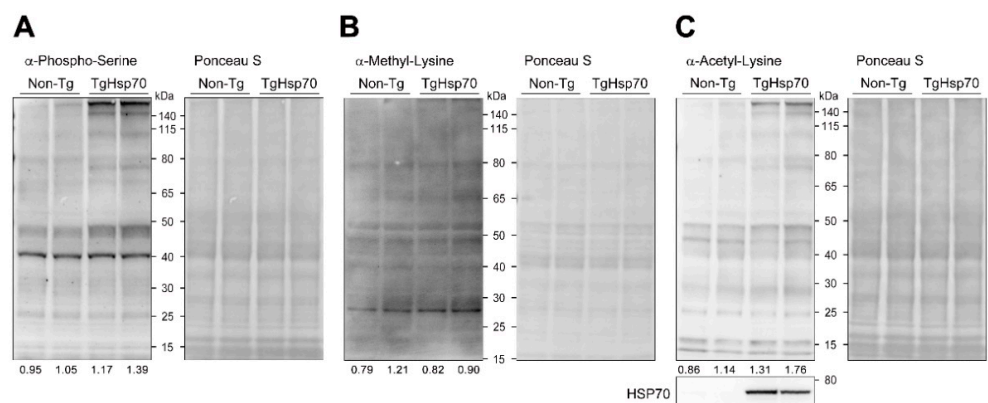 A
α-Phospho-Serine
Ponceau S
Non-Tg TgHsp70
kDa
Non-Tg TgHsp70
140
115
80
65
50
40
30
25
15
0.95 1.05 1.17 1.39
B
α-Methyl-Lysine
Ponceau S
Non-Tg TgHsp70
kDa
Non-Tg TgHsp70
140
115
80
65
50
40
30
25
15
0.79 1.21 0.82 0.90
C
α-Acetyl-Lysine
Ponceau S
Non-Tg TgHsp70
kDa
Non-Tg TgHsp70
140
115
80
65
50
40
30
25
15
0.86 1.14 1.31 1.76
HSP70
80